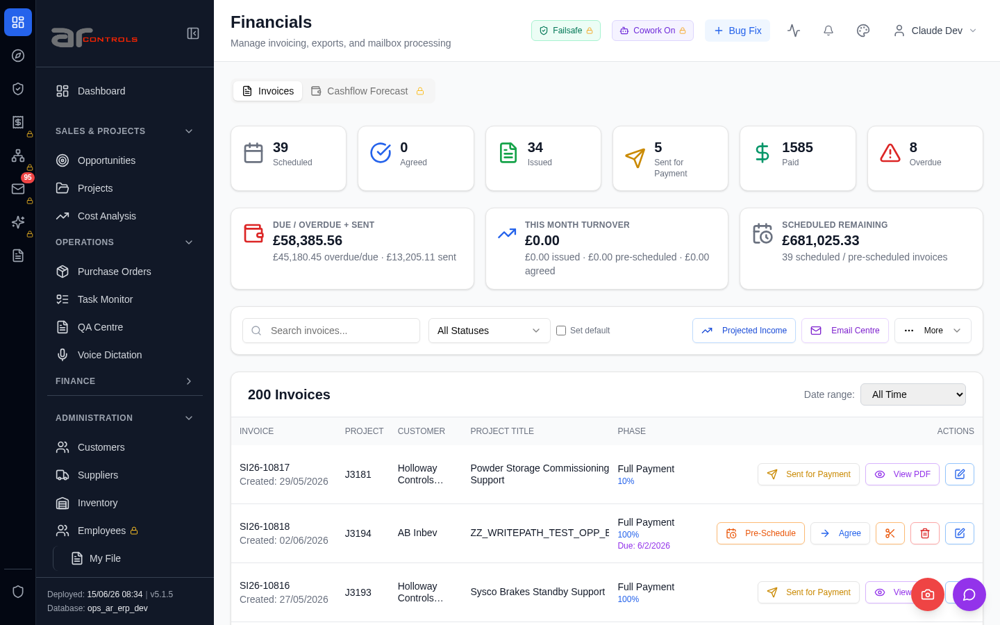 ar CONTROLS
95
Dashboard
SALES & PROJECTS
Opportunities
Projects
Cost Analysis
OPERATIONS
Purchase Orders
Task Monitor
QA Centre
Voice Dictation
FINANCE
ADMINISTRATION
Customers
Suppliers
Inventory
Employees
My File
Deployed: 15/06/26 08:34 | v5.1.5
Database: ops_ar_erp_dev
Financials
Manage invoicing, exports, and mailbox processing
Failsafe
Cowork On
Bug Fix
Claude Dev
Invoices
Cashflow Forecast
39
Scheduled
0
Agreed
34
Issued
5
Sent for
Payment
1585
Paid
8
Overdue
DUE / OVERDUE + SENT
£58,385.56
£45,180.45 overdue/due · £13,205.11 sent
THIS MONTH TURNOVER
£0.00
£0.00 issued · £0.00 pre-scheduled · £0.00
agreed
SCHEDULED REMAINING
£681,025.33
39 scheduled / pre-scheduled invoices
Search invoices...
All Statuses
Set default
Projected Income
Email Centre
More
200 Invoices
Date range:
All Time
INVOICE PROJECT CUSTOMER PROJECT TITLE PHASE ACTIONS
SI26-10817
Created: 29/05/2026
J3181
Holloway
Controls…
Powder Storage Commissioning
Support
Full Payment
10%
Sent for Payment
View PDF
SI26-10818
Created: 02/06/2026
J3194
AB Inbev
ZZ_WRITEPATH_TEST_OPP_E
Full Payment
100%
Due: 6/2/2026
Pre-Schedule
Agree
SI26-10816
Created: 27/05/2026
J3193
Holloway
Controls…
Sysco Brakes Standby Support
Full Payment
100%
Sent for Payment
View